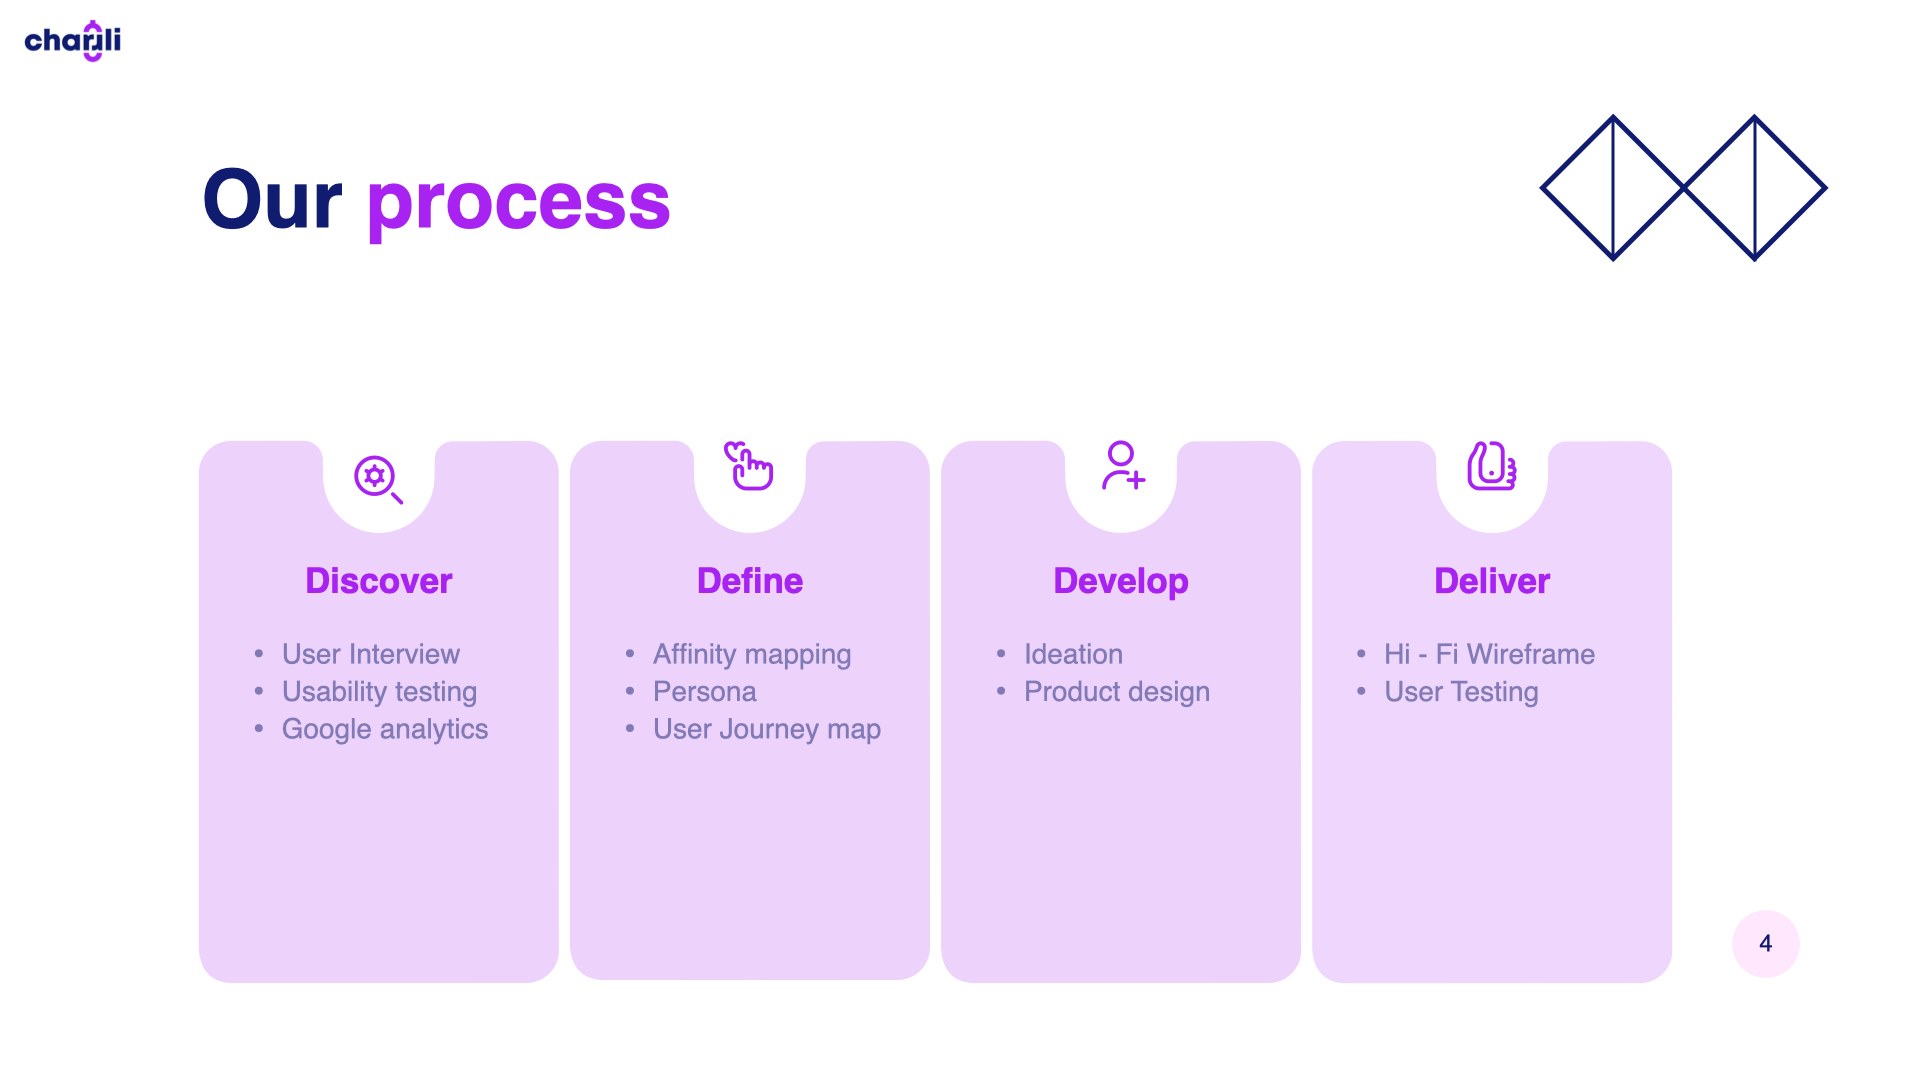 charjli
Our process
Discover
• User Interview
• Usability testing
• Google analytics
Define
• Affinity mapping
• Persona
• User Journey map
Develop
• Ideation
• Product design
Deliver
• Hi - Fi Wireframe
• User Testing
4